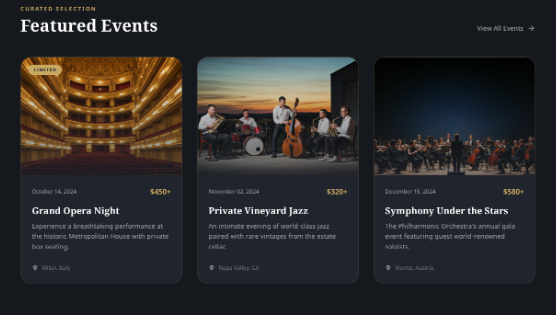 CURATED SELECTION
Featured Events
View All Events →
LIMITED
October 14, 2024 $450+
Grand Opera Night
Experience a breathtaking performance at
the historic Metropolitan House with private
box seating.
Milan, Italy
November 02, 2024 $320+
Private Vineyard Jazz
An intimate evening of world-class jazz
paired with rare vintages from the estate
cellar.
Napa Valley, CA
December 15, 2024 $580+
Symphony Under the Stars
The Philharmonic Orchestra's annual gala
event featuring guest world-renowned
soloists.
Vienna, Austria